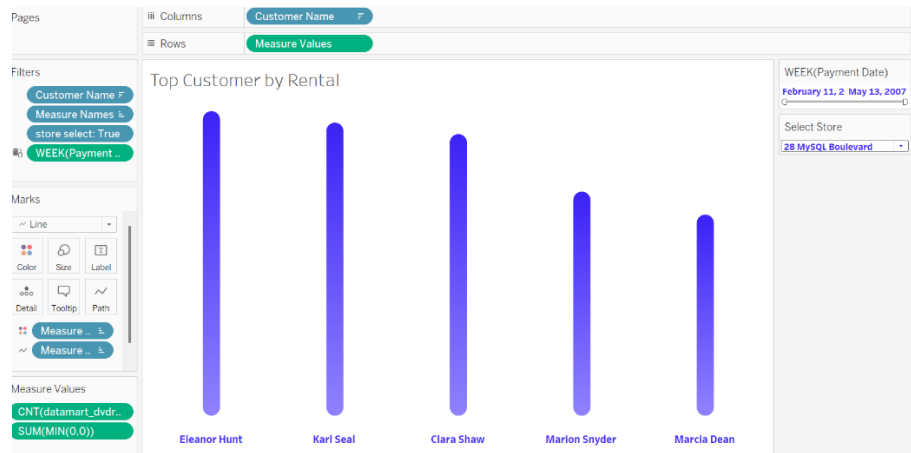 Pages
Columns
Customer Name
Rows
Measure Values
Filters
Customer Name
Measure Names
store select: True
WEEK(Payment ..
Marks
Line
Color Size Label
Detail Tooltip Path
Measure ..
Measure ..
Measure Values
CNT(datamart_dvdr..
SUM(MIN(0,0))
Top Customer by Rental
Eleanor Hunt Karl Seal Clara Shaw Marion Snyder Marcia Dean
WEEK(Payment Date)
February 11, 2 May 13, 2007
Select Store
28 MySQL Boulevard